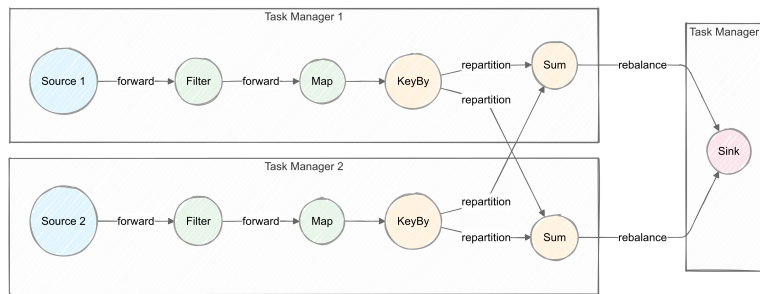 Task Manager 1
Source 1
forward
Filter
forward
Map
KeyBy
repartition
repartition
Sum
rebalance
Task Manager 2
Source 2
forward
Filter
forward
Map
KeyBy
repartition
repartition
Sum
rebalance
Task Manager
Sink